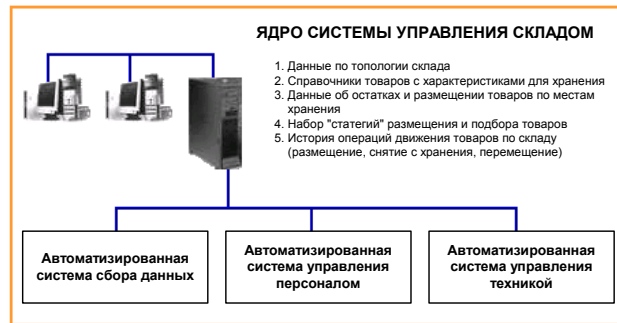 ЯДРО СИСТЕМЫ УПРАВЛЕНИЯ СКЛАДОМ
1. Данные по топологии склада
2. Справочники товаров с характеристиками для хранения
3. Данные об остатках и размещении товаров по местам
хранения
4. Набор "статегий" размещения и подбора товаров
5. История операций движения товаров по складу
(размещение, снятие с хранения, перемещение)
Автоматизированная
система сбора данных
Автоматизированная
система управления
персоналом
Автоматизированная
система управления
техникой